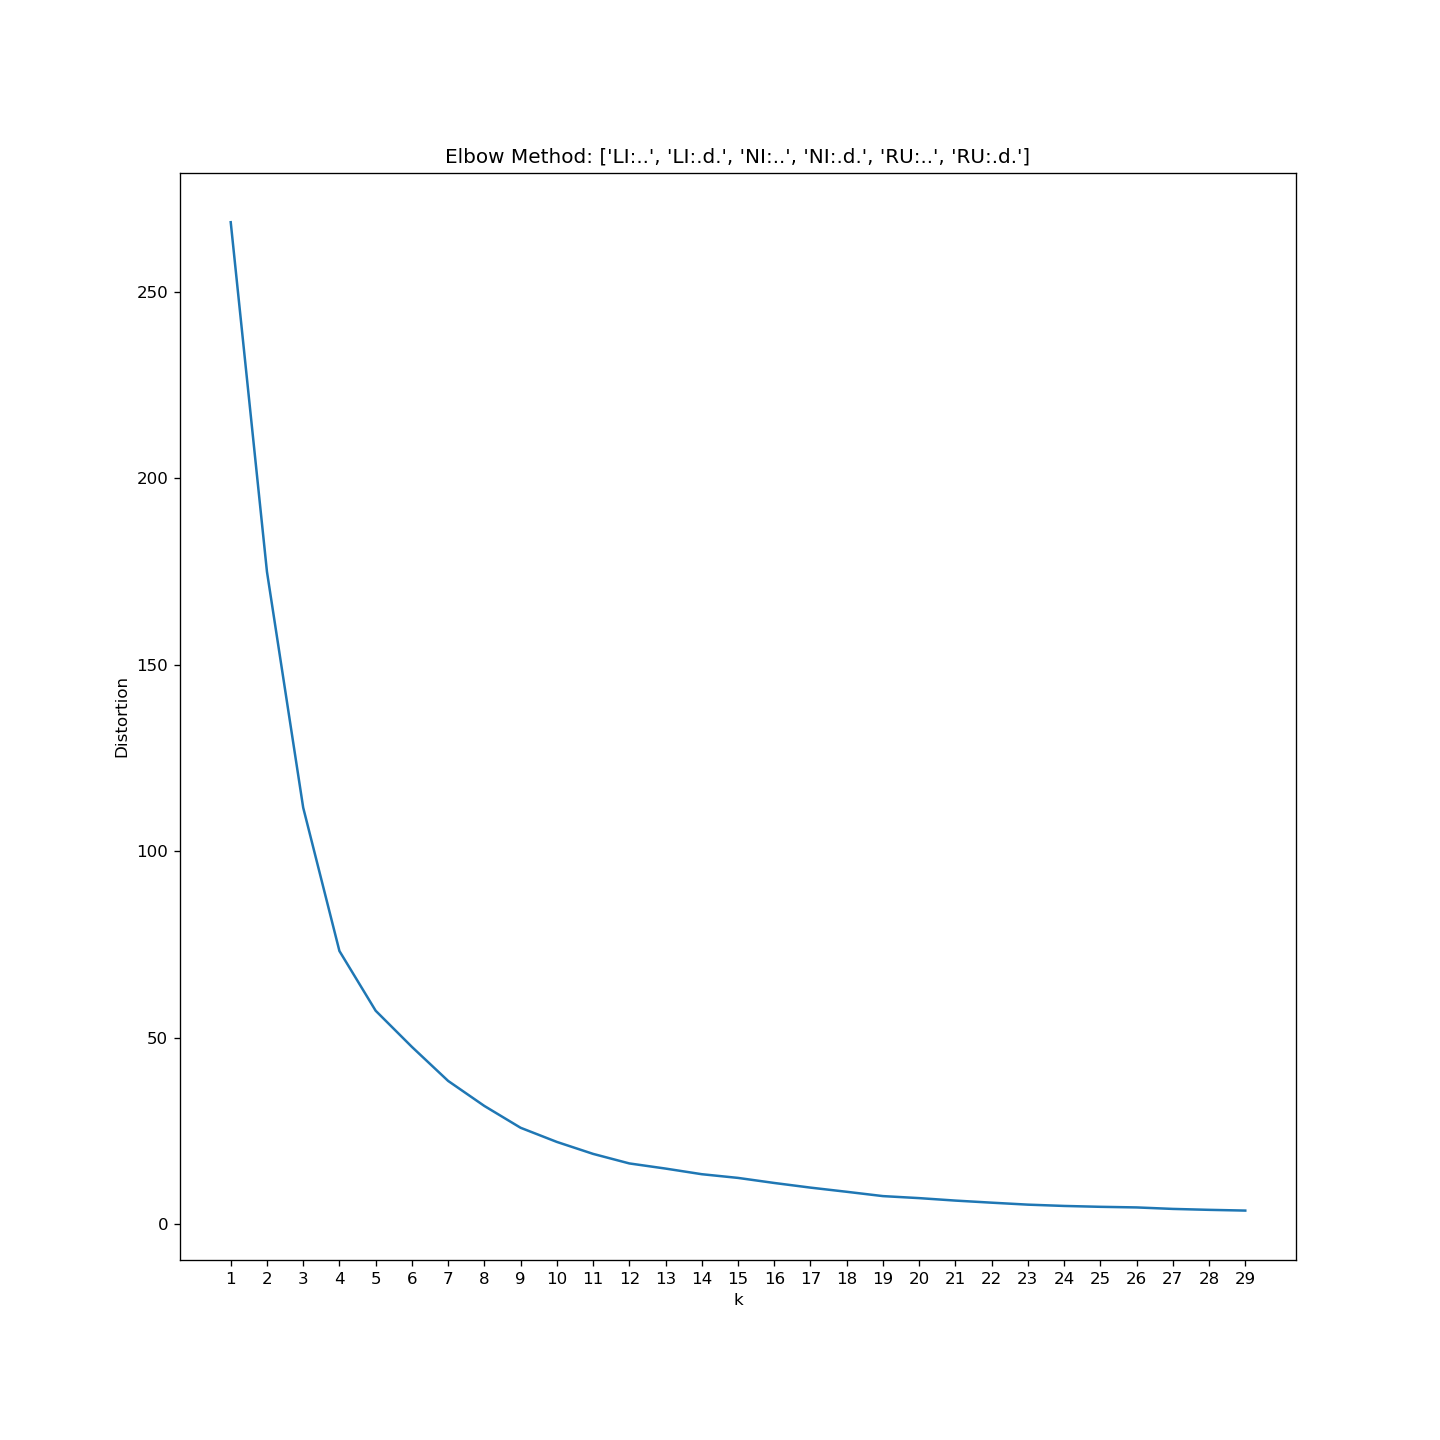 Elbow Method: ['LI:..', 'LI:.d.', 'NI:..', 'NI:.d.', 'RU:..', 'RU:.d.']
250
200
150
100
50
0
Distortion
1 2 3 4 5 6 7 8 9 10 11 12 13 14 15 16 17 18 19 20 21 22 23 24 25 26 27 28 29
k